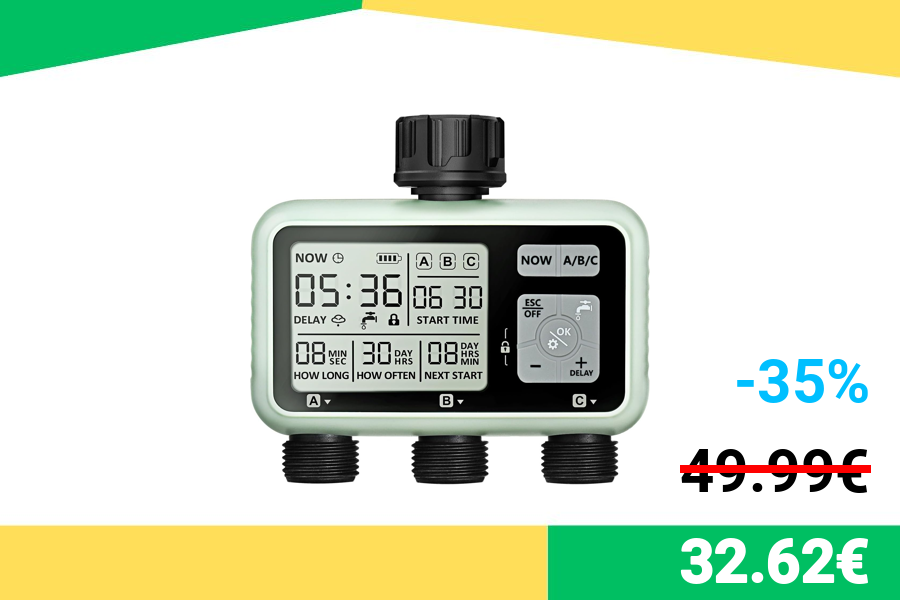 NOW
A B C
05:36
06 30
DELAY
START TIME
08 MIN SEC
30 DAY HRS
08 DAY HRS MIN
HOW LONG
HOW OFTEN
NEXT START
NOW
A/B/C
ESC
OFF
OK
-
+
DELAY
A
B
C
-35%
49.99€
32.62€